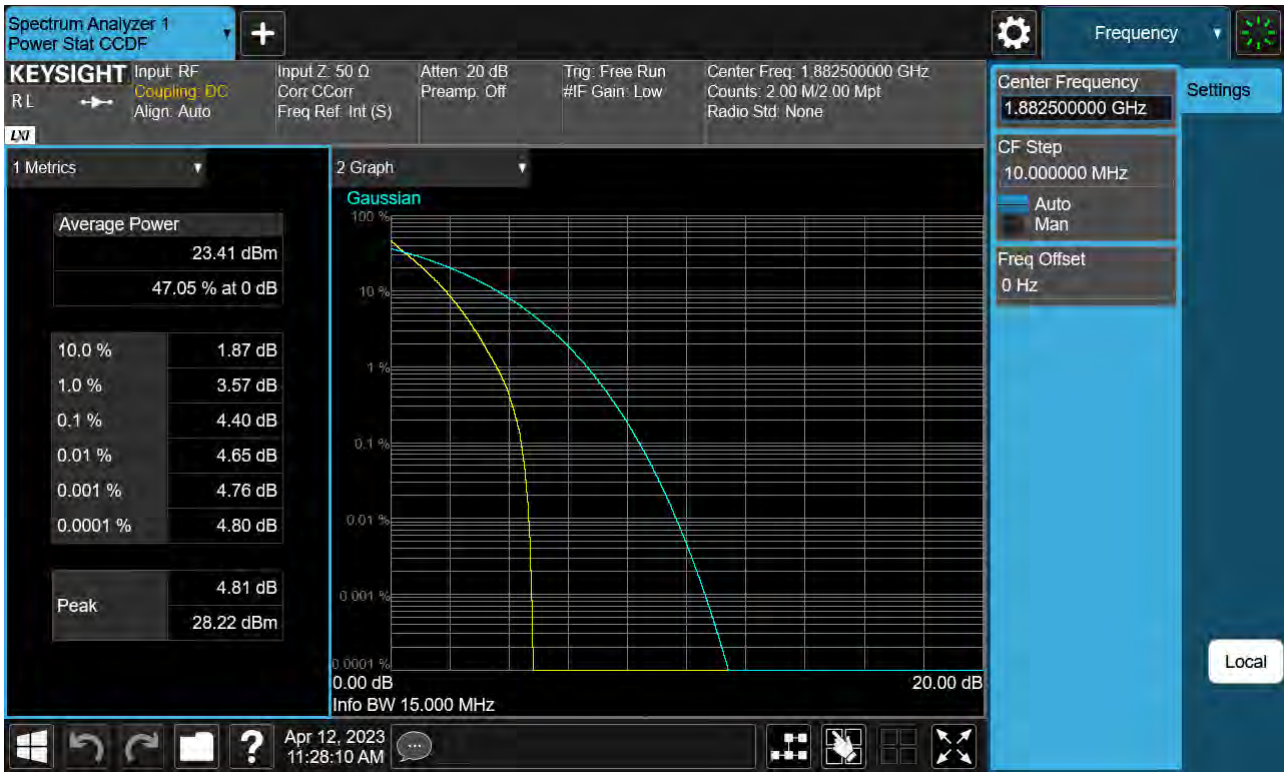 Spectrum Analyzer 1
Power Stat CCDF
Frequency
KEYSIGHT
RL
LXI
Input: RF
Coupling: DC
Align: Auto
Input Z: 50 Ω
Corr CCorr
Freq Ref: Int (S)
Atten: 20 dB
Preamp: Off
Trig: Free Run
#IF Gain: Low
Center Freq: 1.882500000 GHz
Counts: 2.00 M/2.00 Mpt
Radio Std: None
1 Metrics
Average Power
23.41 dBm
47.05 % at 0 dB
10.0 % 1.87 dB
1.0 % 3.57 dB
0.1 % 4.40 dB
0.01 % 4.65 dB
0.001 % 4.76 dB
0.0001 % 4.80 dB
Peak
4.81 dB
28.22 dBm
2 Graph
Gaussian
100 %
10 %
1 %
0.1 %
0.01 %
0.001 %
0.0001 %
0.00 dB 20.00 dB
Info BW 15.000 MHz
Center Frequency
1.882500000 GHz
CF Step
10.000000 MHz
Auto
Man
Freq Offset
0 Hz
Settings
Local
?
Apr 12, 2023
11:28:10 AM